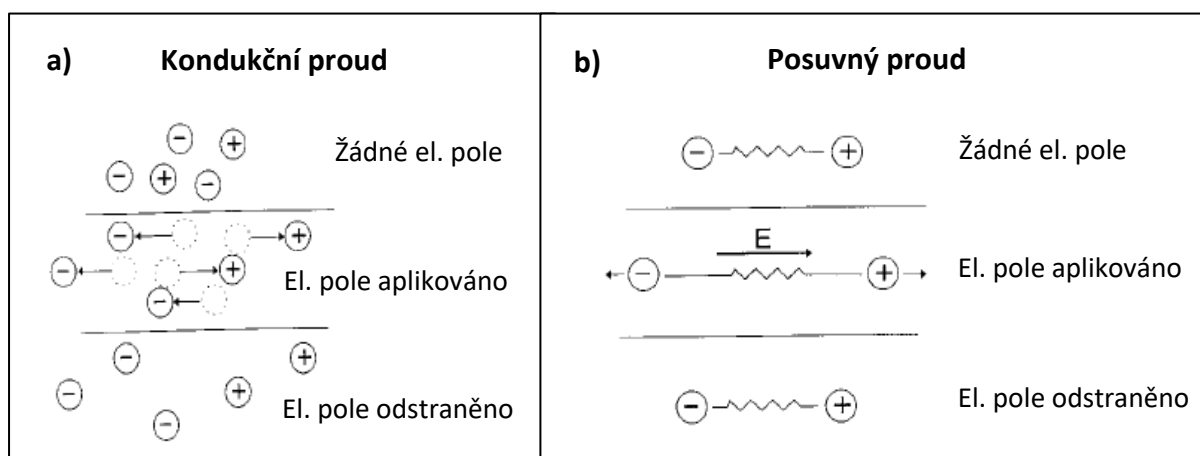 a) Kondukční proud
Žádné el. pole
El. pole aplikováno
El. pole odstraněno
b) Posuvný proud
Žádné el. pole
E
El. pole aplikováno
El. pole odstraněno